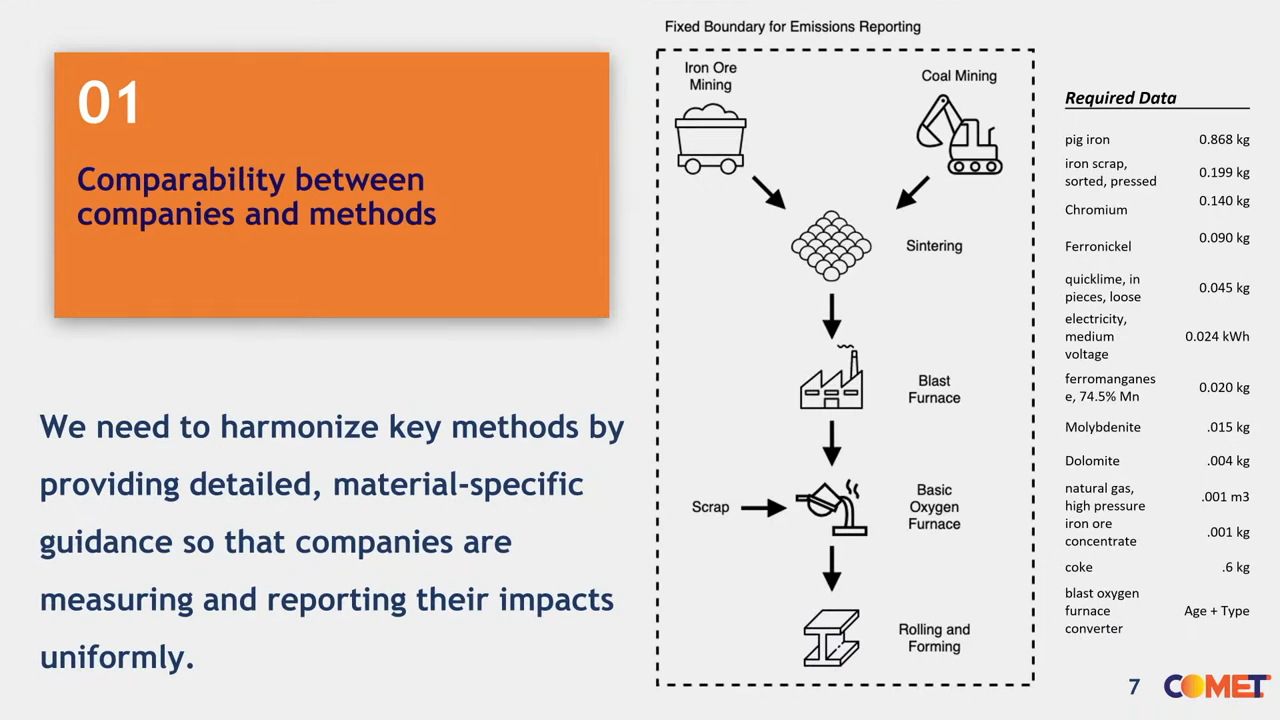 01
Comparability between
companies and methods
We need to harmonize key methods by
providing detailed, material-specific
guidance so that companies are
measuring and reporting their impacts
uniformly.
Fixed Boundary for Emissions Reporting
Iron Ore
Mining
Coal Mining
Sintering
Blast
Furnace
Scrap
Basic
Oxygen
Furnace
Rolling and
Forming
Required Data
pig iron 0.868 kg
iron scrap,
sorted, pressed 0.199 kg
Chromium 0.140 kg
Ferronickel 0.090 kg
quicklime, in
pieces, loose 0.045 kg
electricity,
medium 0.024 kWh
voltage
ferromanganes
e, 74.5% Mn 0.020 kg
Molybdenite .015 kg
Dolomite .004 kg
natural gas,
high pressure .001 m3
iron ore
concentrate .001 kg
coke .6 kg
blast oxygen
furnace Age + Type
converter
7 COMET